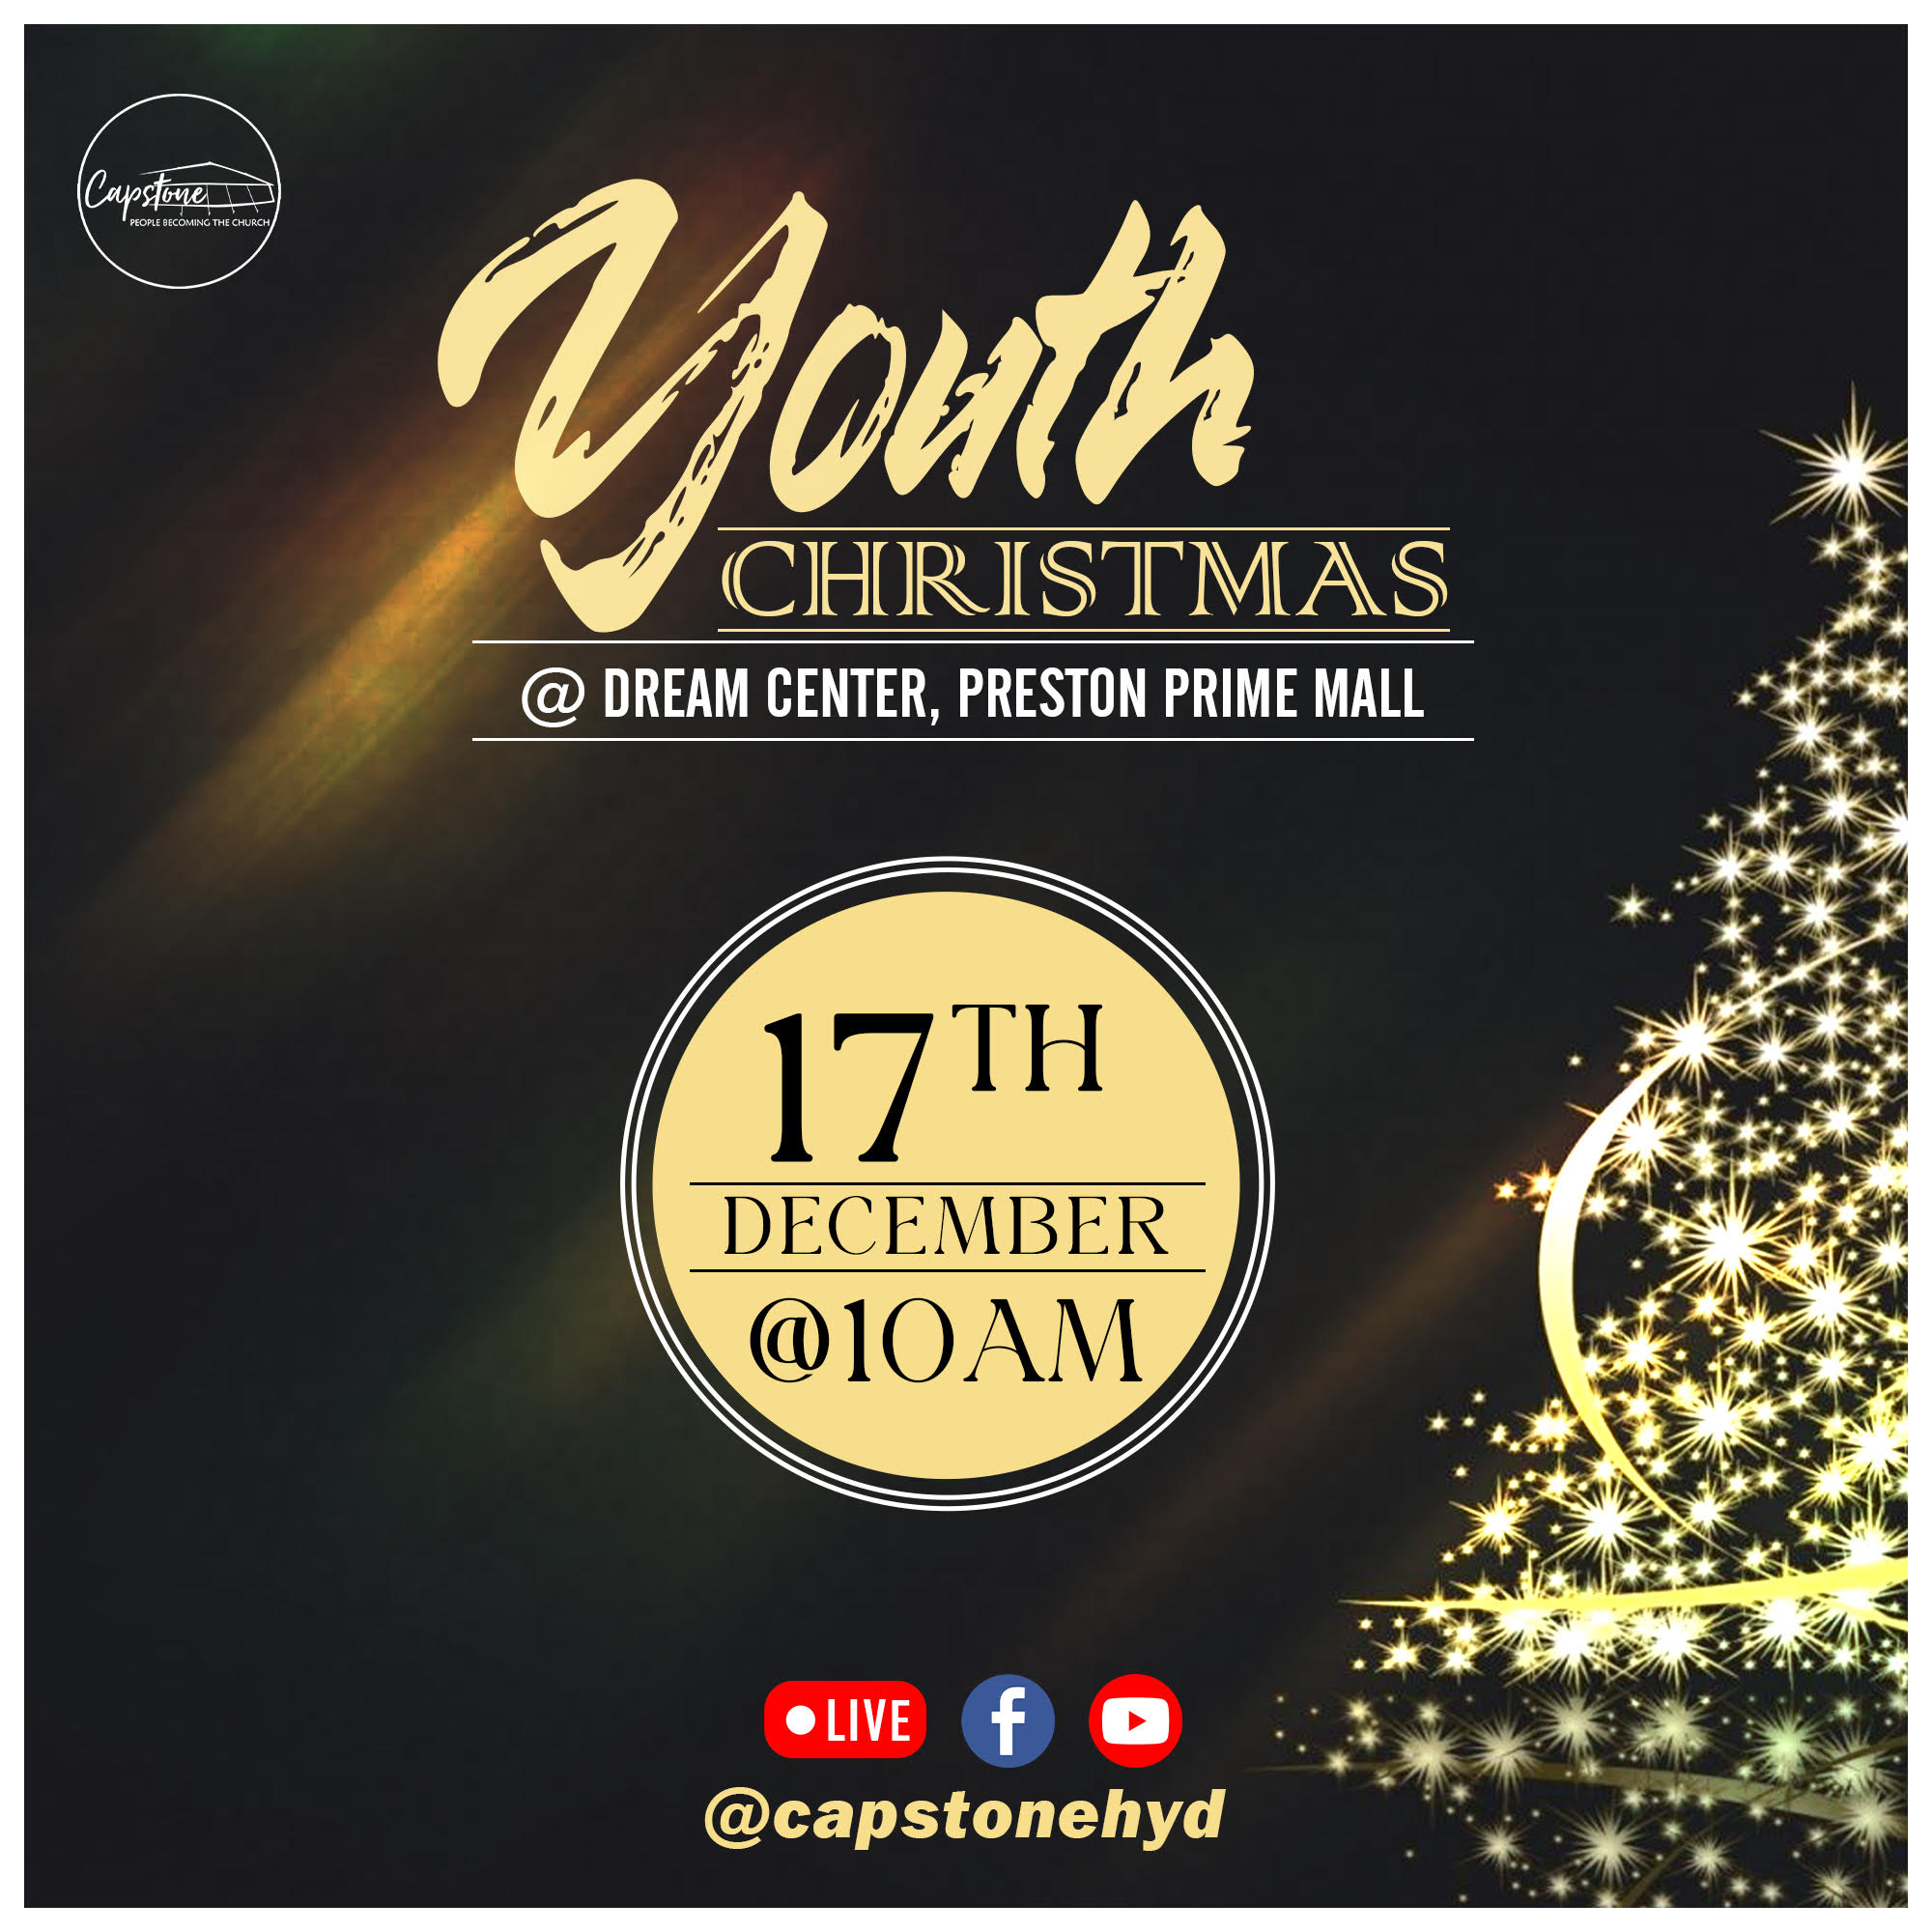 Capstone
PEOPLE BECOMING THE CHURCH
Youth
CHRISTMAS
@ DREAM CENTER, PRESTON PRIME MALL
17TH
DECEMBER
@10AM
LIVE
@capstonehyd